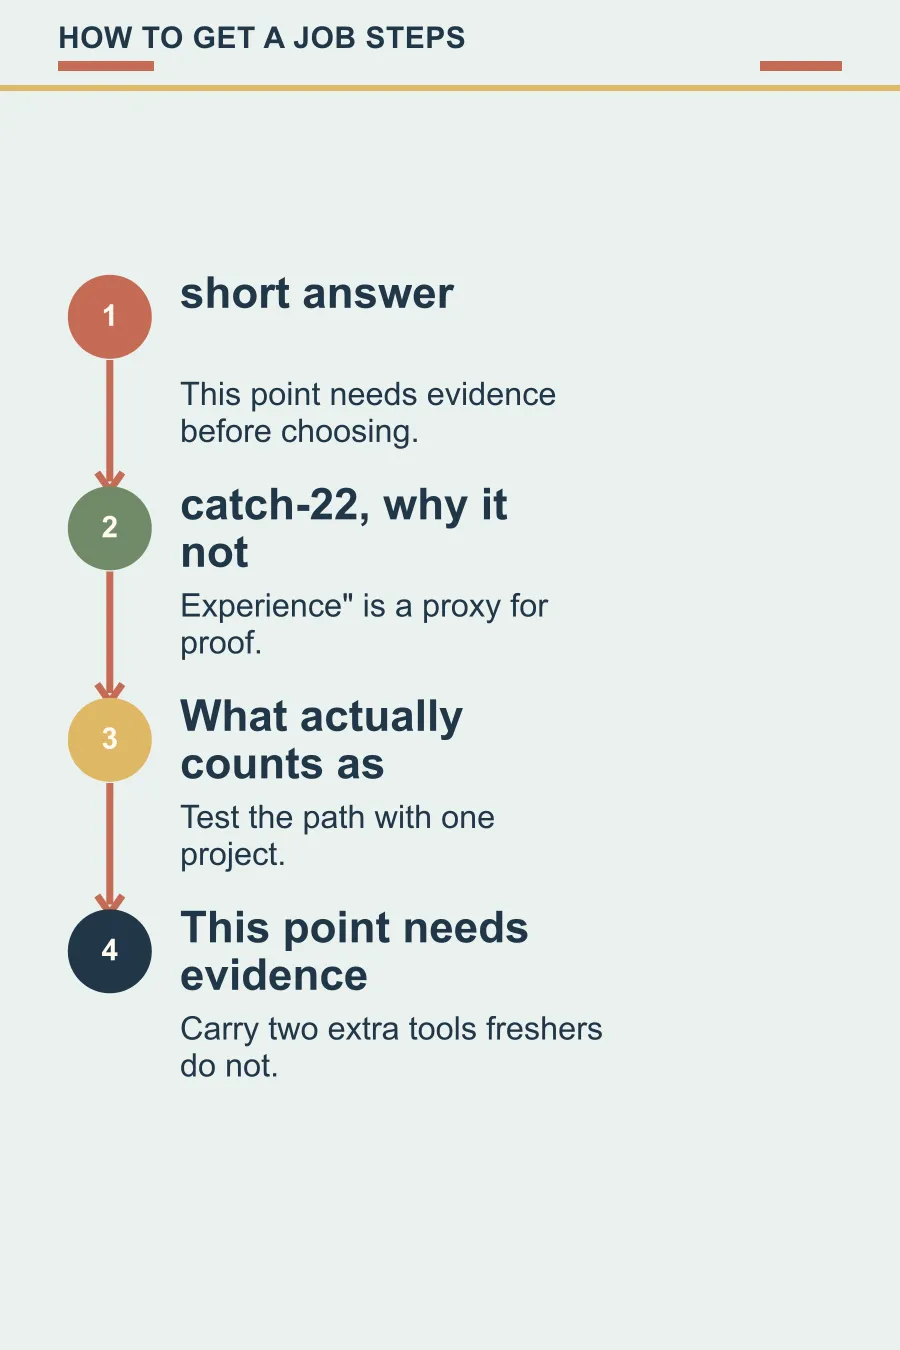 HOW TO GET A JOB STEPS
1
short answer
This point needs evidence
before choosing.
2
catch-22, why it
not
Experience" is a proxy for
proof.
3
What actually
counts as
Test the path with one
project.
4
This point needs
evidence
Carry two extra tools freshers
do not.